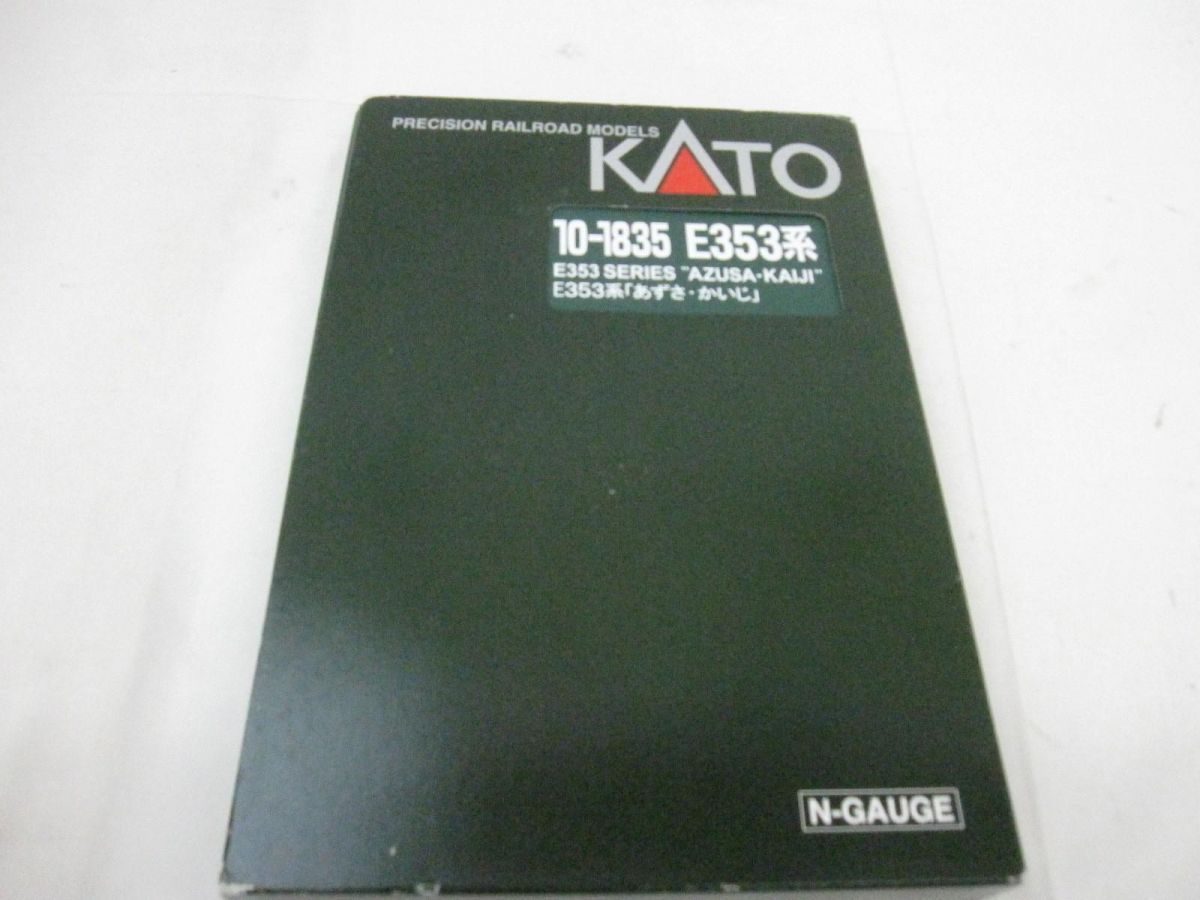 PRECISION RAILROAD MODELS
KATO
10-1835 E353系
E353 SERIES "AZUSA・KAIJI"
E353系「あずさ・かいじ」
N-GAUGE